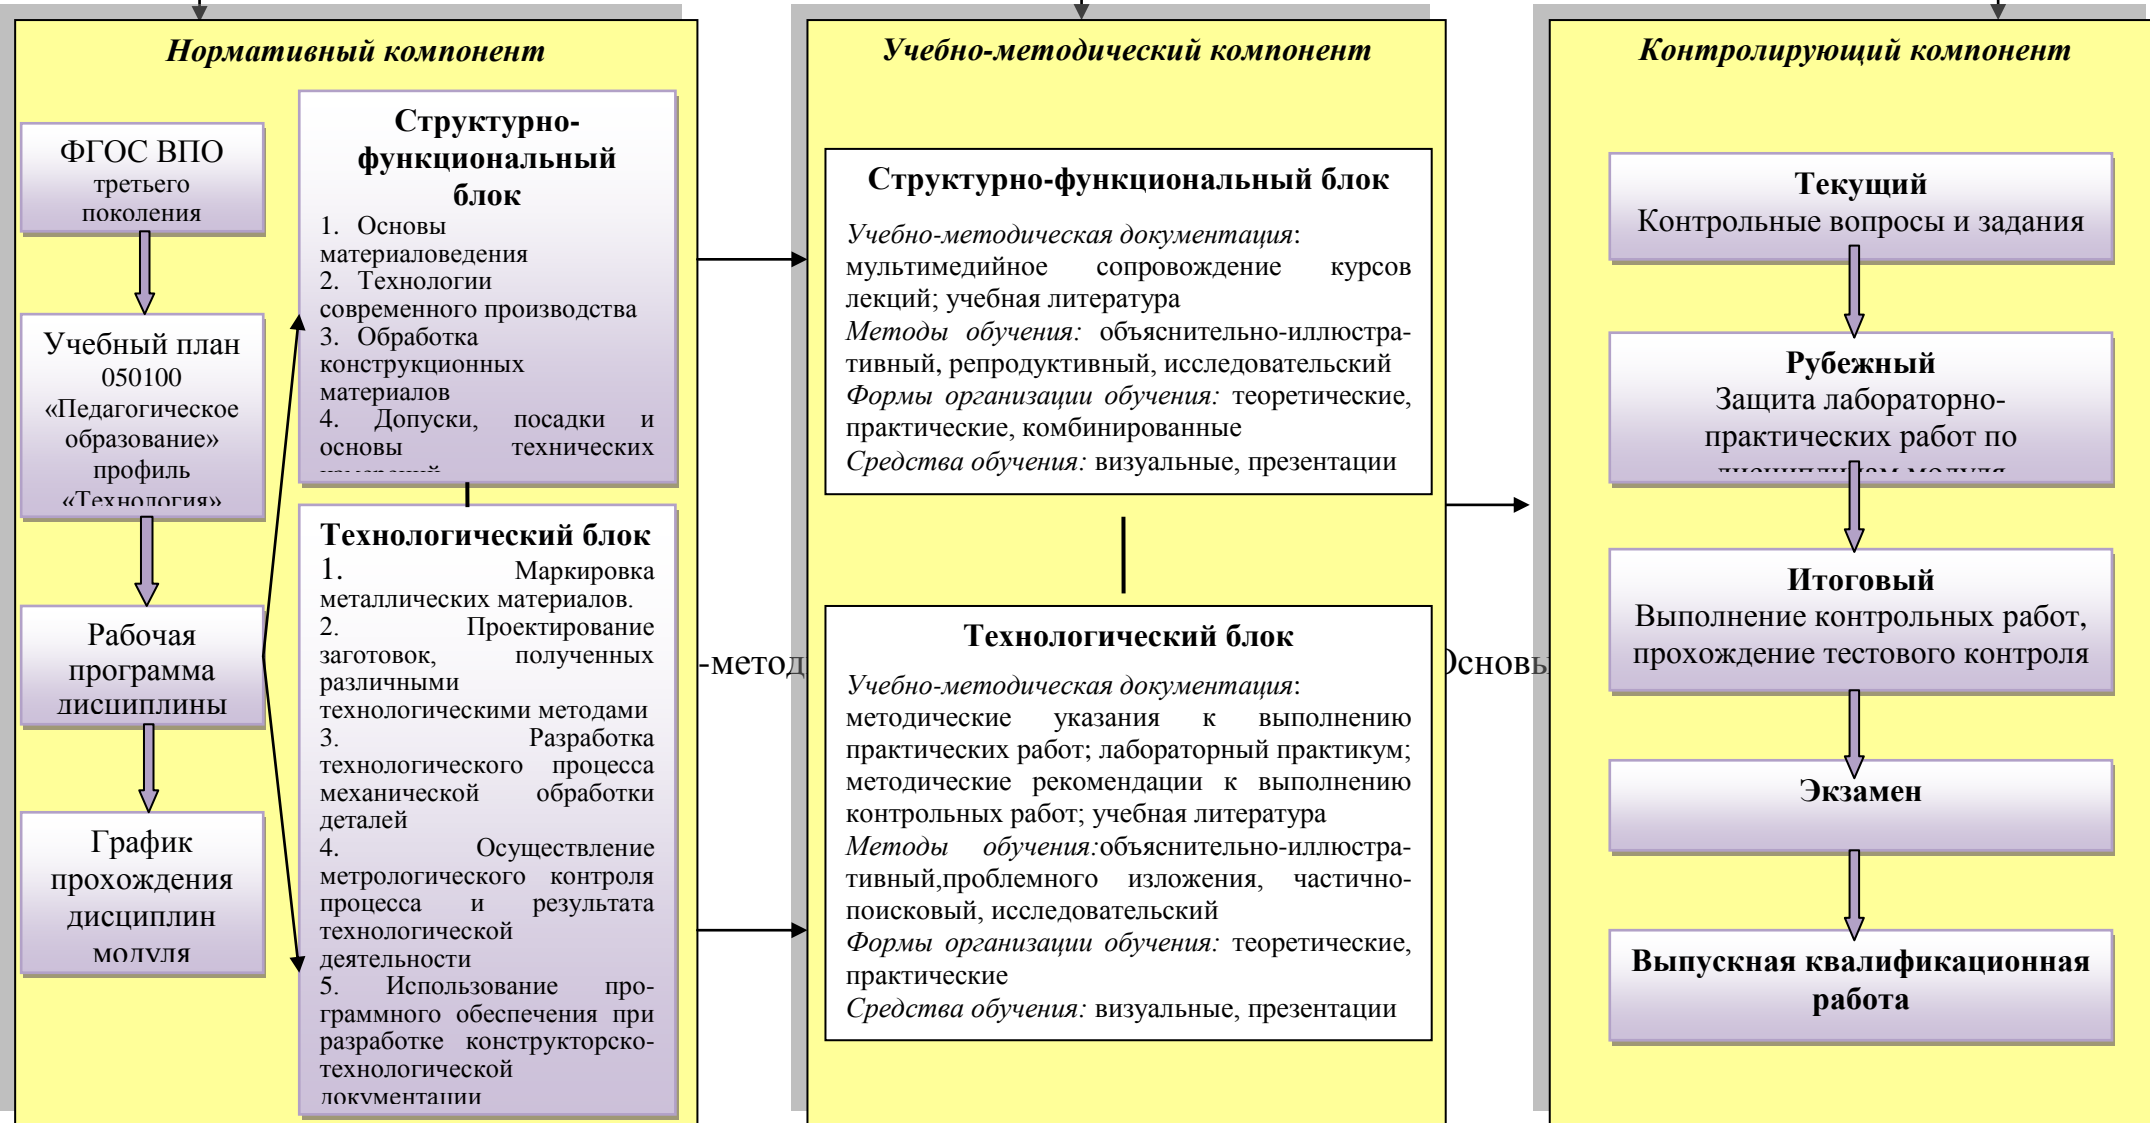 Нормативный компонент
ФГОС ВПО
третьего
поколения
Учебный план
050100
«Педагогическое
образование»
профиль
«Технология»
Рабочая
программа
дисциплины
График
прохождения
дисциплин
модуля
Структурно-
функциональный
блок
1. Основы
материаловедения
2. Технологии
современного производства
3. Обработка
конструкционных
материалов
4. Допуски, посадки и
основы технических
Технологический блок
1. Маркировка
металлических материалов.
2. Проектирование
заготовок, полученных
различными
технологическими методами
3. Разработка
технологического процесса
механической обработки
деталей
4. Осуществление
метрологического контроля
процесса и результата
технологической
деятельности
5. Использование про-
граммного обеспечения при
разработке конструкторско-
технологической
документации
-метод
Учебно-методический компонент
Структурно-функциональный блок
Учебно-методическая документация:
мультимедийное сопровождение курсов
лекций; учебная литература
Методы обучения: объяснительно-иллюстра-
тивный, репродуктивный, исследовательский
Формы организации обучения: теоретические,
практические, комбинированные
Средства обучения: визуальные, презентации
Технологический блок
Учебно-методическая документация:
методические указания к выполнению
практических работ; лабораторный практикум;
методические рекомендации к выполнению
контрольных работ; учебная литература
Методы обучения:объяснительно-иллюстра-
тивный,проблемного изложения, частично-
поисковый, исследовательский
Формы организации обучения: теоретические,
практические
Средства обучения: визуальные, презентации
Основы
Контролирующий компонент
Текущий
Контрольные вопросы и задания
Рубежный
Защита лабораторно-
практических работ по
дисциплинам модуля
Итоговый
Выполнение контрольных работ,
прохождение тестового контроля
Экзамен
Выпускная квалификационная
работа